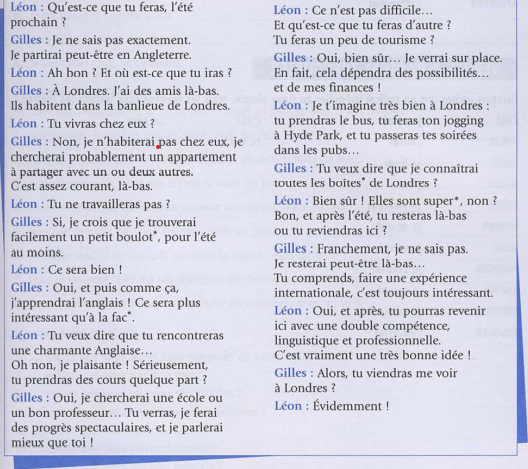 Léon : Qu'est-ce que tu feras, l'été
prochain ?
Gilles : Je ne sais pas exactement.
Je partirai peut-être en Angleterre.
Léon : Ah bon ? Et où est-ce que tu iras ?
Gilles : À Londres. J'ai des amis là-bas.
Ils habitent dans la banlieue de Londres.
Léon : Tu vivras chez eux ?
Gilles : Non, je n'habiterai pas chez eux, je
chercherai probablement un appartement
à partager avec un ou deux autres.
C'est assez courant, là-bas.
Léon : Tu ne travailleras pas ?
Gilles : Si, je crois que je trouverai
facilement un petit boulot*, pour l'été
au moins.
Léon : Ce sera bien !
Gilles : Oui, et puis comme ça,
j'apprendrai l'anglais ! Ce sera plus
intéressant qu'à la fac*.
Léon : Tu veux dire que tu rencontreras
une charmante Anglaise...
Oh non, je plaisante ! Sérieusement,
tu prendras des cours quelque part ?
Gilles : Oui, je chercherai une école ou
un bon professeur... Tu verras, je ferai
des progrès spectaculaires, et je parlerai
mieux que toi !
Léon : Ce n'est pas difficile...
Et qu'est-ce que tu feras d'autre ?
Tu feras un peu de tourisme ?
Gilles : Oui, bien sûr... Je verrai sur place.
En fait, cela dépendra des possibilités...
et de mes finances !
Léon : Je t'imagine très bien à Londres :
tu prendras le bus, tu feras ton jogging
à Hyde Park, et tu passeras tes soirées
dans les pubs...
Gilles : Tu veux dire que je connaîtrai
toutes les boîtes* de Londres ?
Léon : Bien sûr ! Elles sont super*, non ?
Bon, et après l'été, tu resteras là-bas
ou tu reviendras ici ?
Gilles : Franchement, je ne sais pas.
Je resterai peut-être là-bas...
Tu comprends, faire une expérience
internationale, c'est toujours intéressant.
Léon : Oui, et après, tu pourras revenir
ici avec une double compétence,
linguistique et professionnelle.
C'est vraiment une très bonne idée !
Gilles : Alors, tu viendras me voir
à Londres ?
Léon : Évidemment !